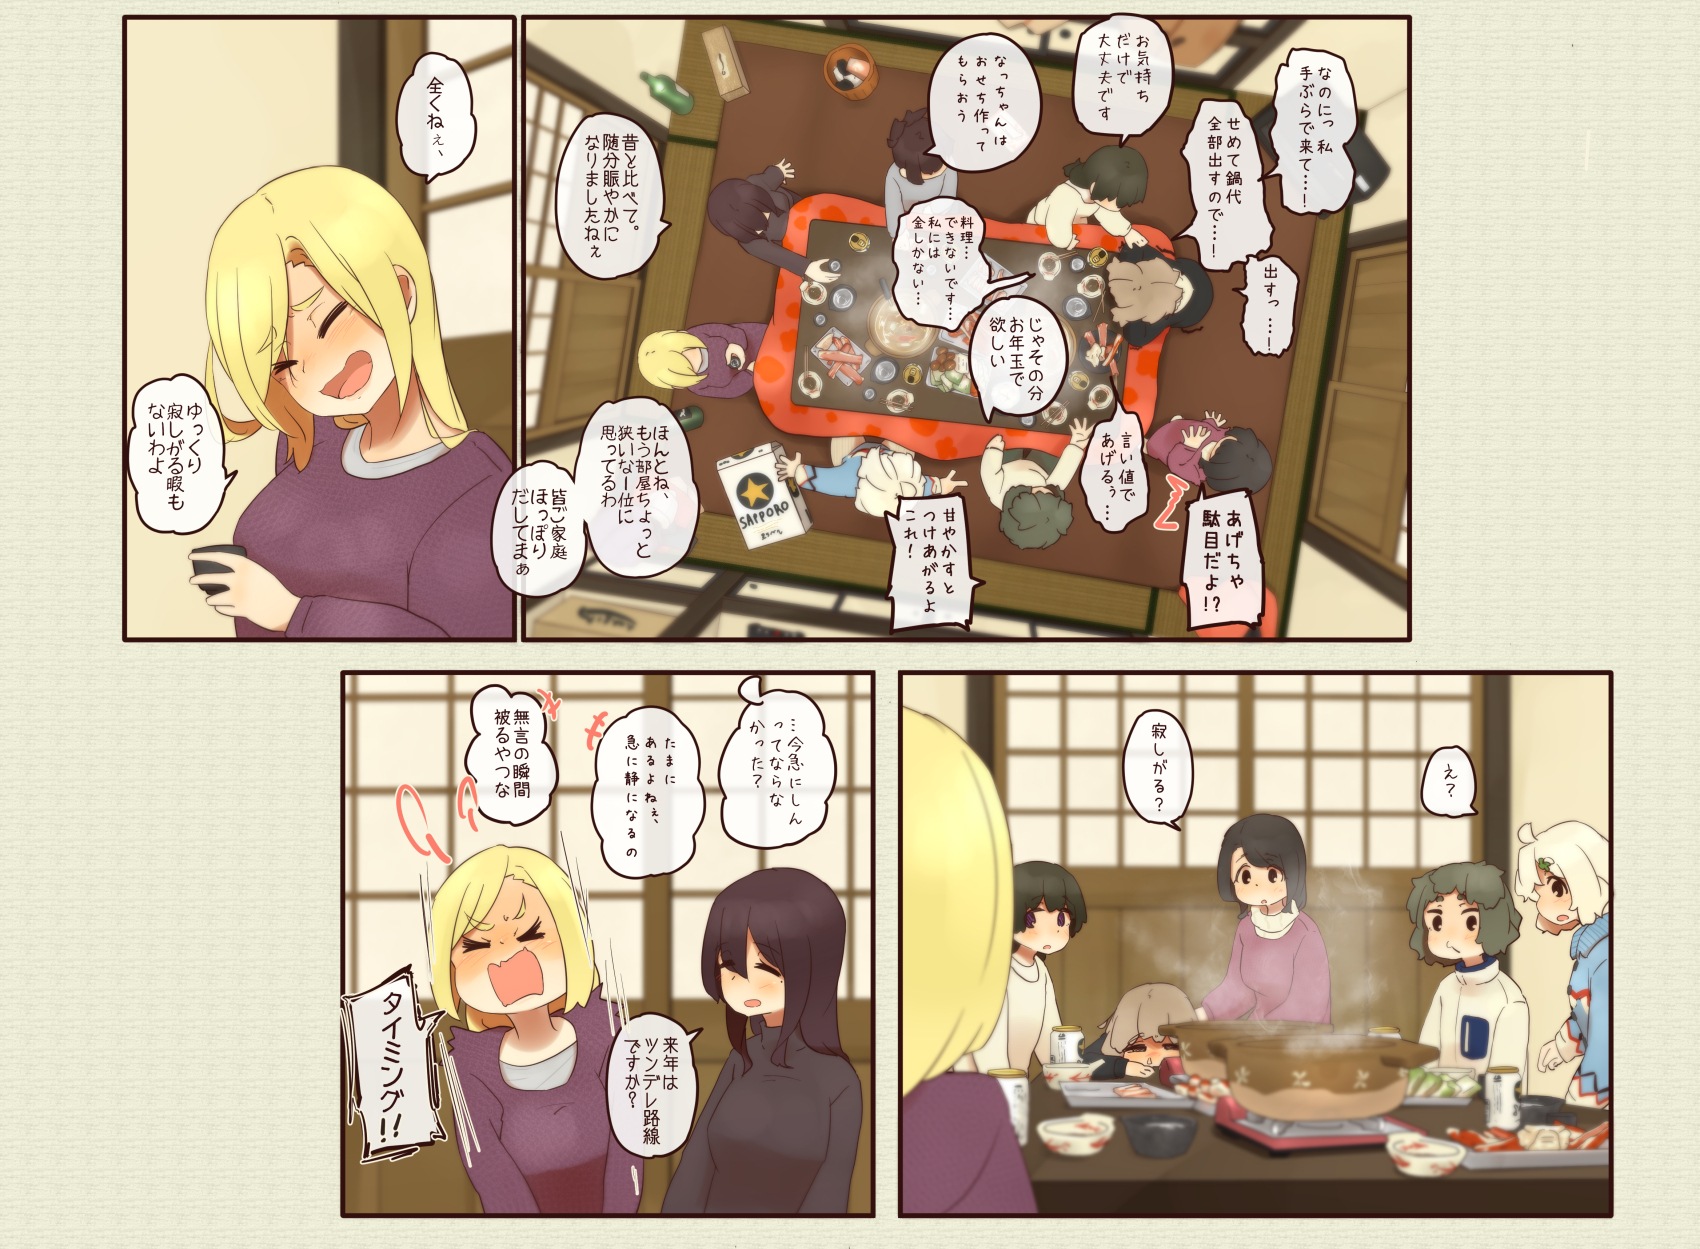 なのにっ私
手ぶらで来て…!
せめて鍋代
全部出すので…!
出すっ…!
お気持ち
だけで
大丈夫です
なっちゃんは
おせち作って
もらおう
料理…
できないです…
私には
金しかない…
じゃその分
お年玉で
欲しい
言い値で
あげるぅ…
あげちゃ
駄目だよ!?
甘やかすと
つけあがるよ
これ!
昔と比べて。
随分賑やかに
なりましたねぇ
ほんとね、
もう部屋ちょっと
狭いな一位に
思ってるわ
皆ご家庭
ほっぽり
だしてまぁ
SAPPORO
全くねぇ、
ゆっくり
寂しがる暇も
ないわよ
え?
寂しがる?
…今急にしん
ってならな
かった?
たまに
あるよねぇ、
急に静になるの
無言の瞬間
被るやつな
タイミング!!
来年は
ツンデレ路線
ですか?